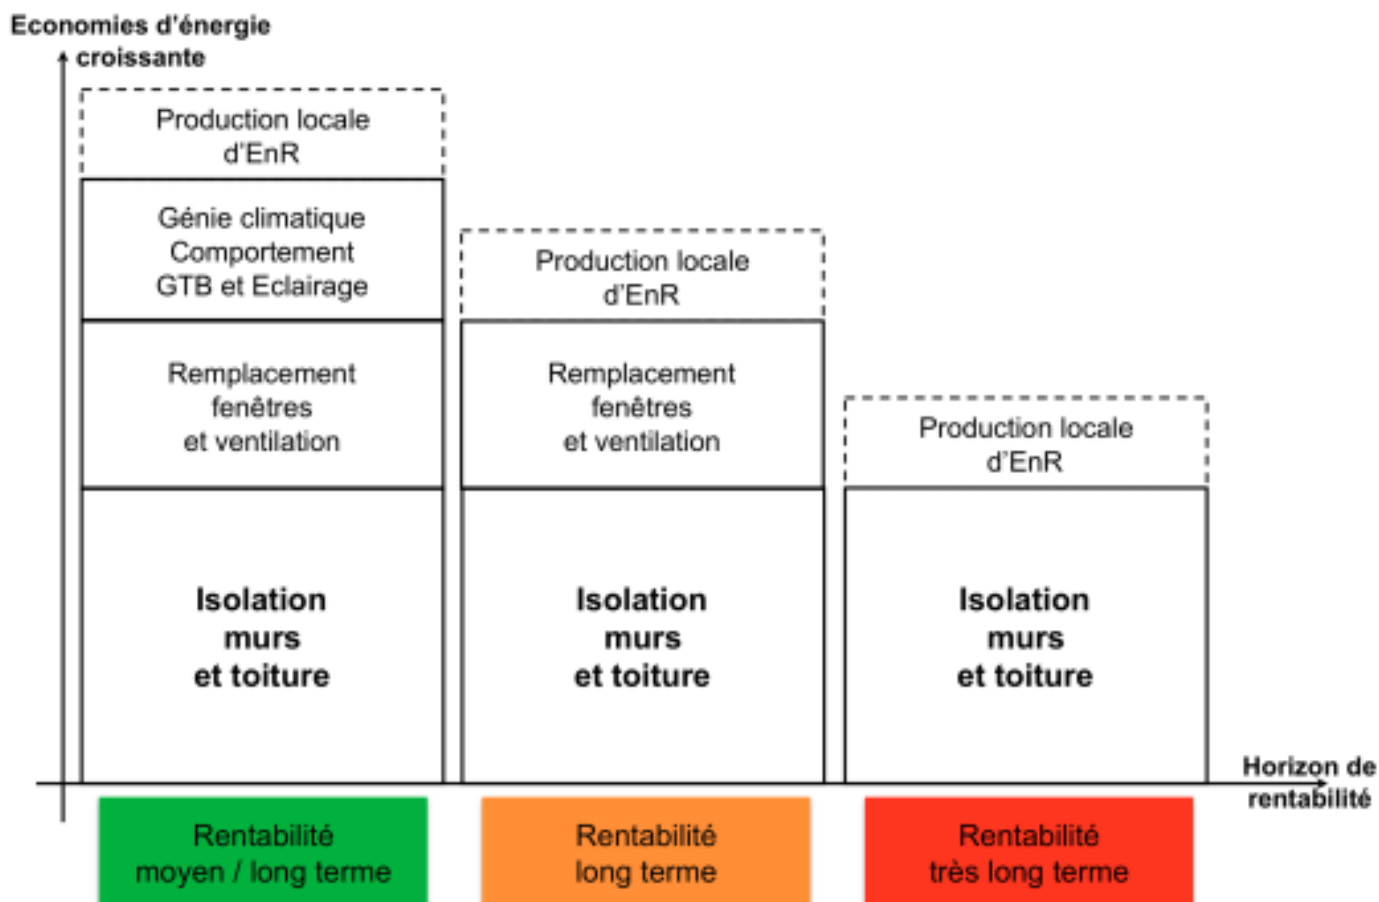 Economies d'énergie
croissante
Production locale
d'EnR
Génie climatique
Comportement
GTB et Eclairage
Remplacement
fenêtres
et ventilation
Isolation
murs
et toiture
Production locale
d'EnR
Remplacement
fenêtres
et ventilation
Isolation
murs
et toiture
Production locale
d'EnR
Isolation
murs
et toiture
Horizon de
rentabilité
Rentabilité
moyen / long terme
Rentabilité
long terme
Rentabilité
très long terme